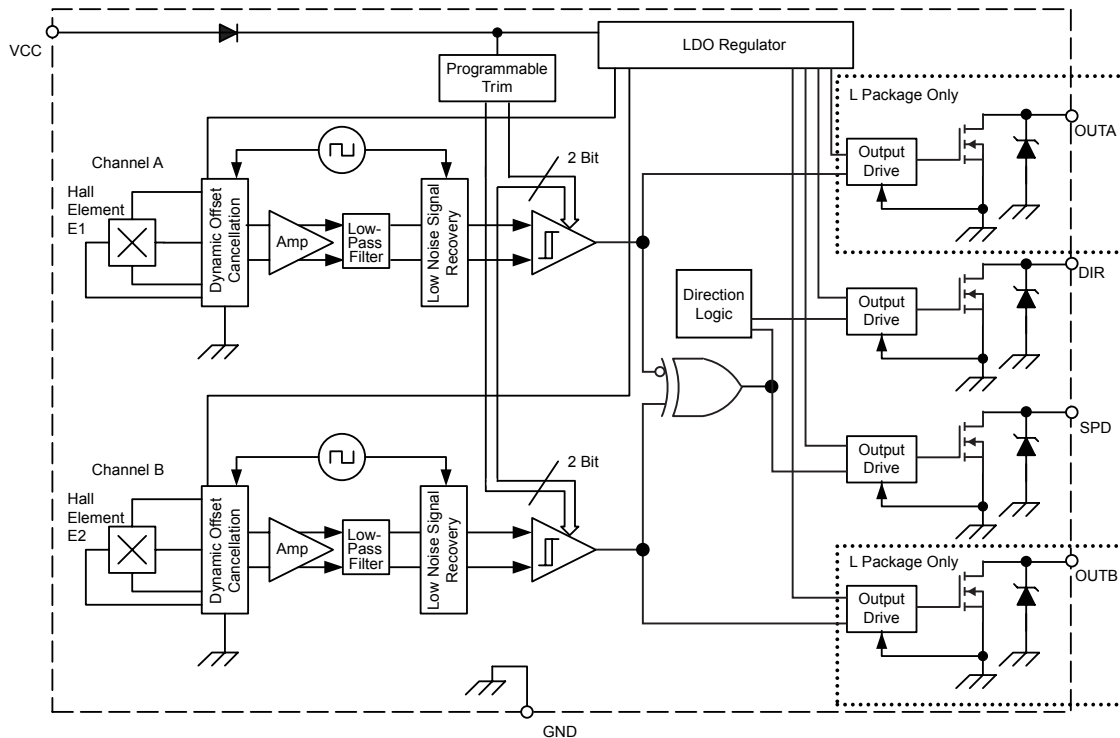 VCC
LDO Regulator
Programmable
Trim
L Package Only
OUTA
Output
Drive
2 Bit
Channel A
Hall
Element
E1
Dynamic Offset
Cancellation
Amp
Low-
Pass
Filter
Low Noise Signal
Recovery
DIR
Direction
Logic
Output
Drive
SPD
Output
Drive
2 Bit
Channel B
Hall
Element
E2
Dynamic Offset
Cancellation
Amp
Low-
Pass
Filter
Low Noise Signal
Recovery
L Package Only
OUTB
Output
Drive
GND